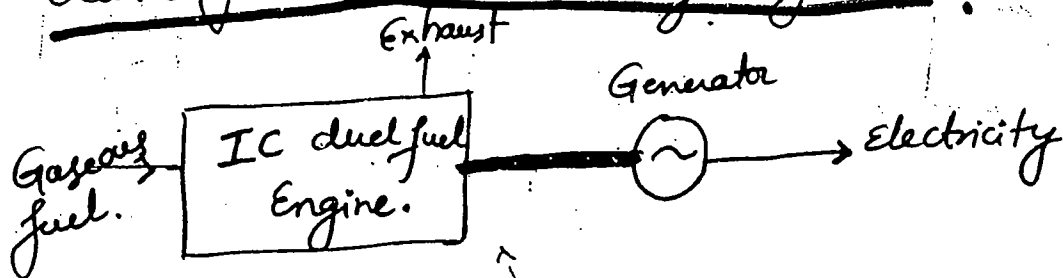 Exhaust
Generator
Gaseous
fuel.
IC duel fuel
Engine.
Electricity